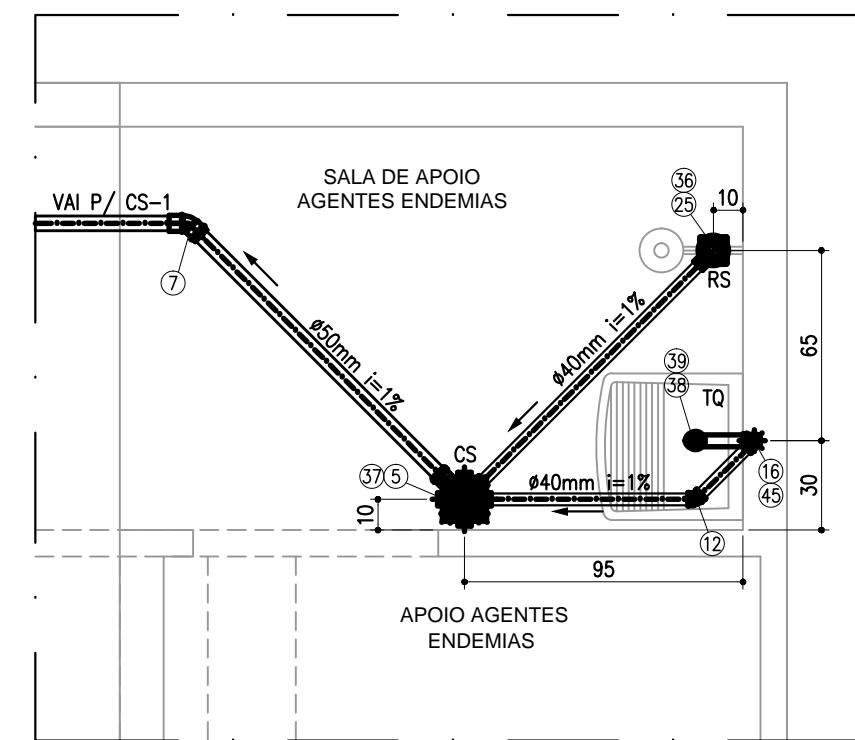 SALA DE APOIO
AGENTES ENDEMIAS
36
25
10
VAI P/ CS-1
RS
7
ø50mm i=1%
ø40mm i=1%
65
39
38
TQ
CS
37
5
ø40mm i=1%
16
45
30
10
12
95
APOIO AGENTES
ENDEMIAS